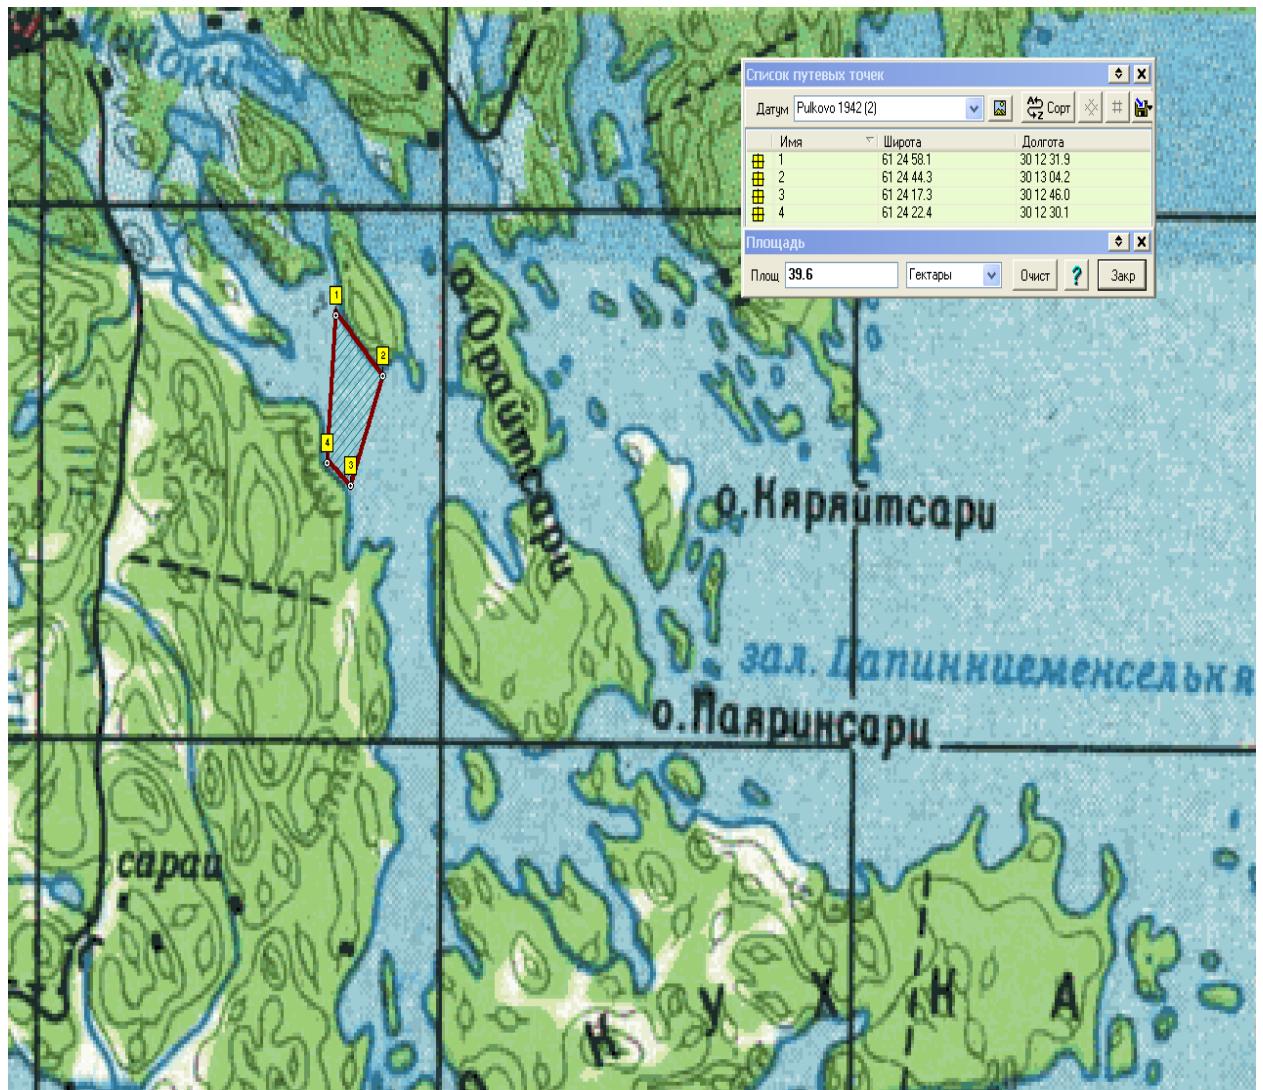 Список путевых точек
Датум Pulkovo 1942 (2) Сорт
Имя Широта Долгота
1 61 24 58.1 30 12 31.9
2 61 24 44.3 30 13 04.2
3 61 24 17.3 30 12 46.0
4 61 24 22.4 30 12 30.1
Площадь
Площ 39.6 Гектары Очист ? Закр
1
2
4
3
о.Орайтсари
о.Кяряйтсари
зал. Папинниеменселькя
о.Паяринсари
сарай
К У Х К А